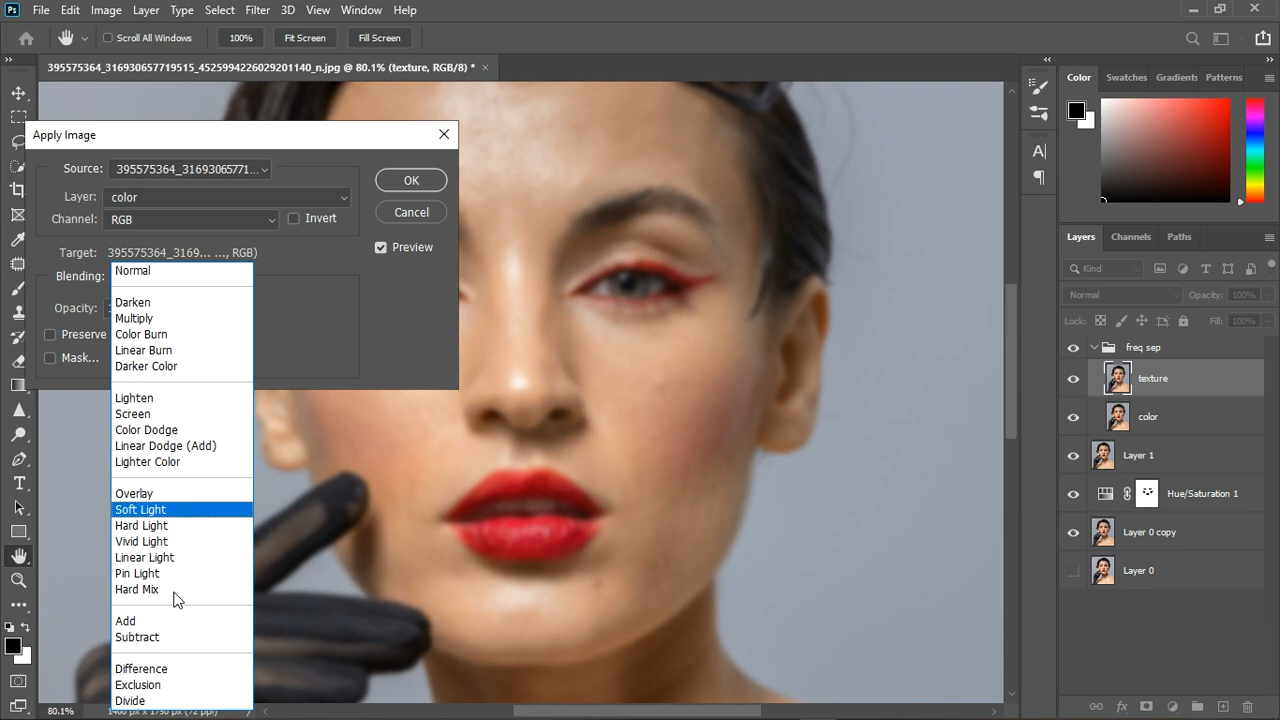 Ps File Edit Image Layer Type Select Filter 3D View Window Help
Scroll All Windows 100% Fit Screen Fill Screen
395575364_316930657719515_4525994226029201140_n.jpg @ 80.1% (texture, RGB/8) *
Apply Image
Source: 395575364_31693065771...
Layer: color
Channel: RGB Invert
Target: 395575364_3169... ..., RGB)
Blending:
Opacity:
Preserve
Mask...
OK
Cancel
Preview
Normal
Darken
Multiply
Color Burn
Linear Burn
Darker Color
Lighten
Screen
Color Dodge
Linear Dodge (Add)
Lighter Color
Overlay
Soft Light
Hard Light
Vivid Light
Linear Light
Pin Light
Hard Mix
Add
Subtract
Difference
Exclusion
Divide
Color Swatches Gradients Patterns
Layers Channels Paths
Kind
Normal Opacity: 100%
Lock: Fill: 100%
freq sep
texture
color
Layer 1
Hue/Saturation 1
Layer 0 copy
Layer 0
80.1%